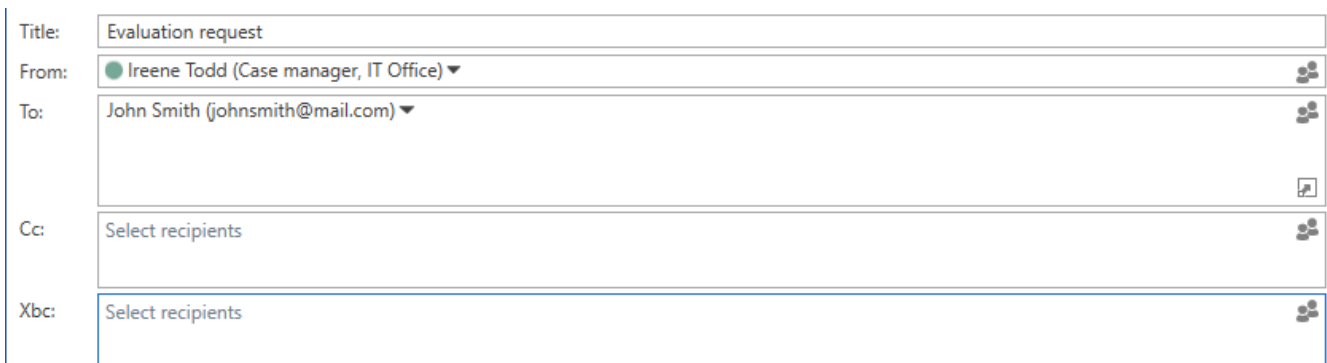 Title: Evaluation request
From: Ireene Todd (Case manager, IT Office)
To: John Smith (johnsmith@mail.com)
Cc: Select recipients
Xbc: Select recipients